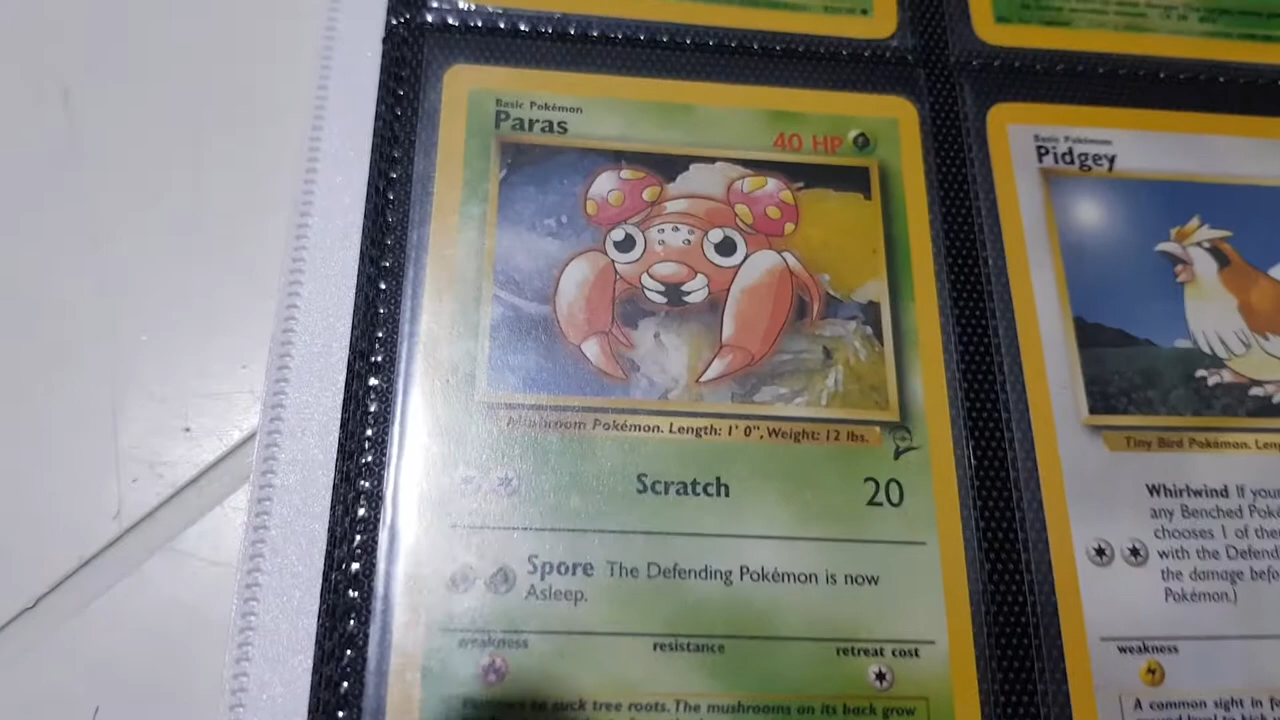 Basic Pokémon
Paras
40 HP
Mushroom Pokémon. Length: 1' 0", Weight: 12 lbs.
Scratch
20
Spore The Defending Pokémon is now
Asleep.
weakness
resistance
retreat cost
to suck tree roots. The mushrooms on its back grow
Basic Pokémon
Pidgey
Tiny Bird Pokémon. Len
Whirlwind If your
any Benched Poké
chooses 1 of the
with the Defend
the damage befo
Pokémon.)
weakness
A common sight in f